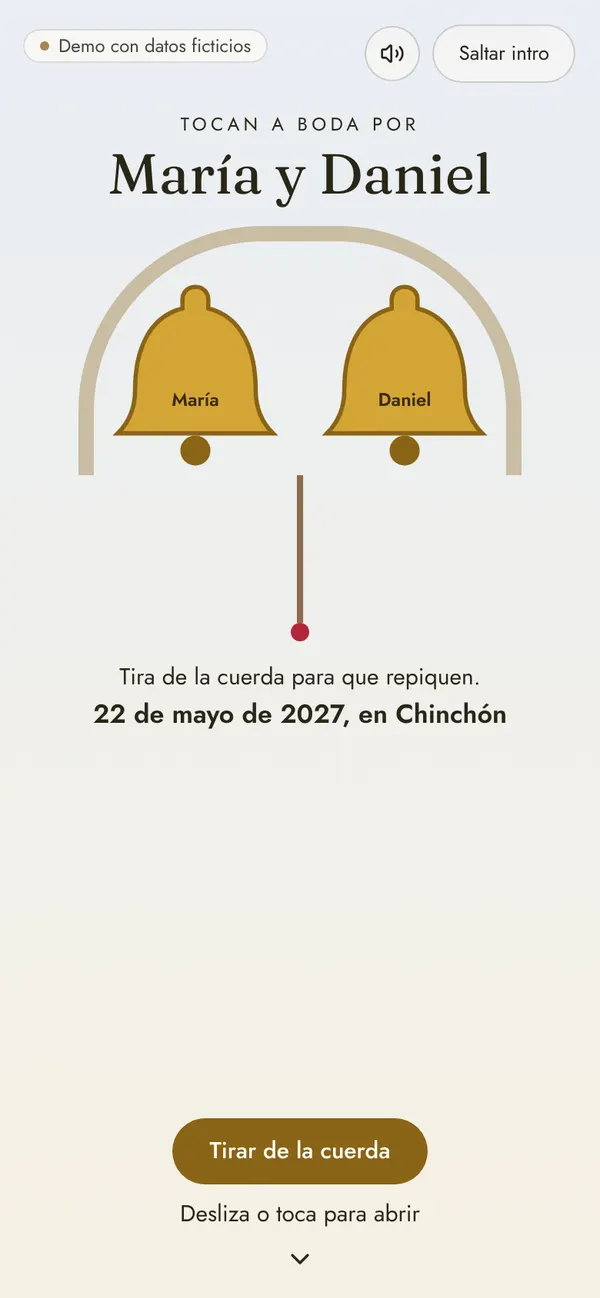 Demo con datos ficticios
Saltar intro
TOCAN A BODA POR
María y Daniel
María
Daniel
Tira de la cuerda para que repiquen.
22 de mayo de 2027, en Chinchón
Tirar de la cuerda
Desliza o toca para abrir